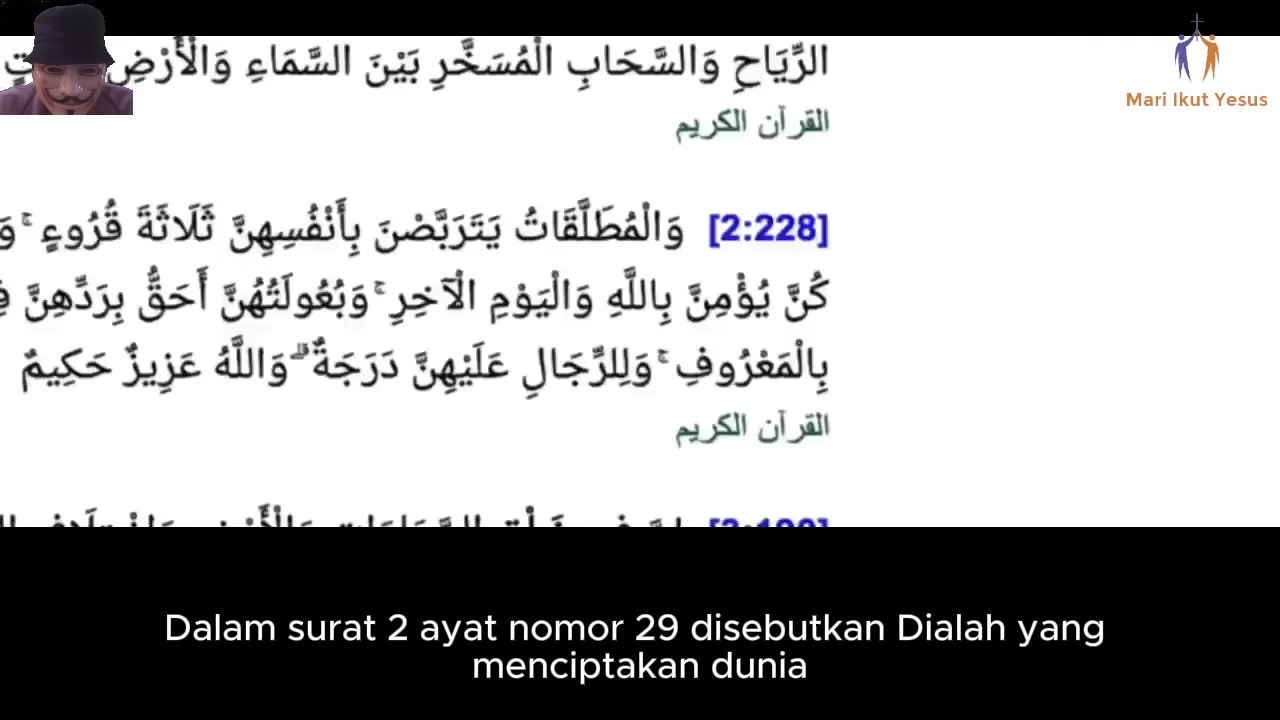 الرِّيَاحِ وَالسَّحَابِ الْمُسَخَّرِ بَيْنَ السَّمَاءِ وَالْأَرْضِ
Mari Ikut Yesus
القرآن الكريم
[2:228] وَالْمُطَلَّقَاتُ يَتَرَبَّصْنَ بِأَنْفُسِهِنَّ ثَلَاثَةَ قُرُوءٍ ۚ
كُنَّ يُؤْمِنَّ بِاللَّهِ وَالْيَوْمِ الْآخِرِ ۚ وَبُعُولَتُهُنَّ أَحَقُّ بِرَدِّهِنَّ
بِالْمَعْرُوفِ ۚ وَلِلرِّجَالِ عَلَيْهِنَّ دَرَجَةٌ ۗ وَاللَّهُ عَزِيزٌ حَكِيمٌ
القرآن الكريم
Dalam surat 2 ayat nomor 29 disebutkan Dialah yang
menciptakan dunia